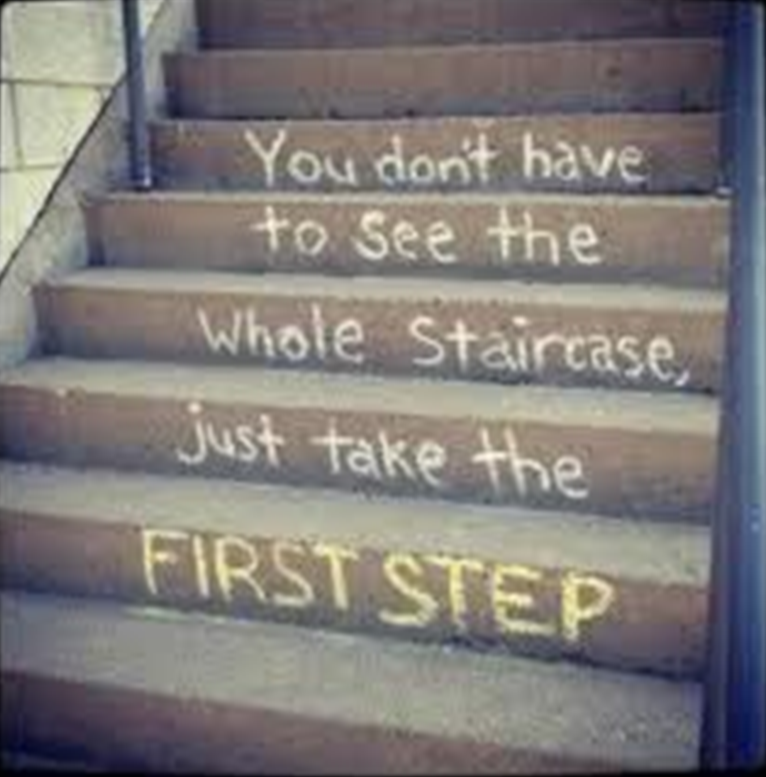 You don't have
to see the
Whole Staircase,
just take the
FIRST STEP